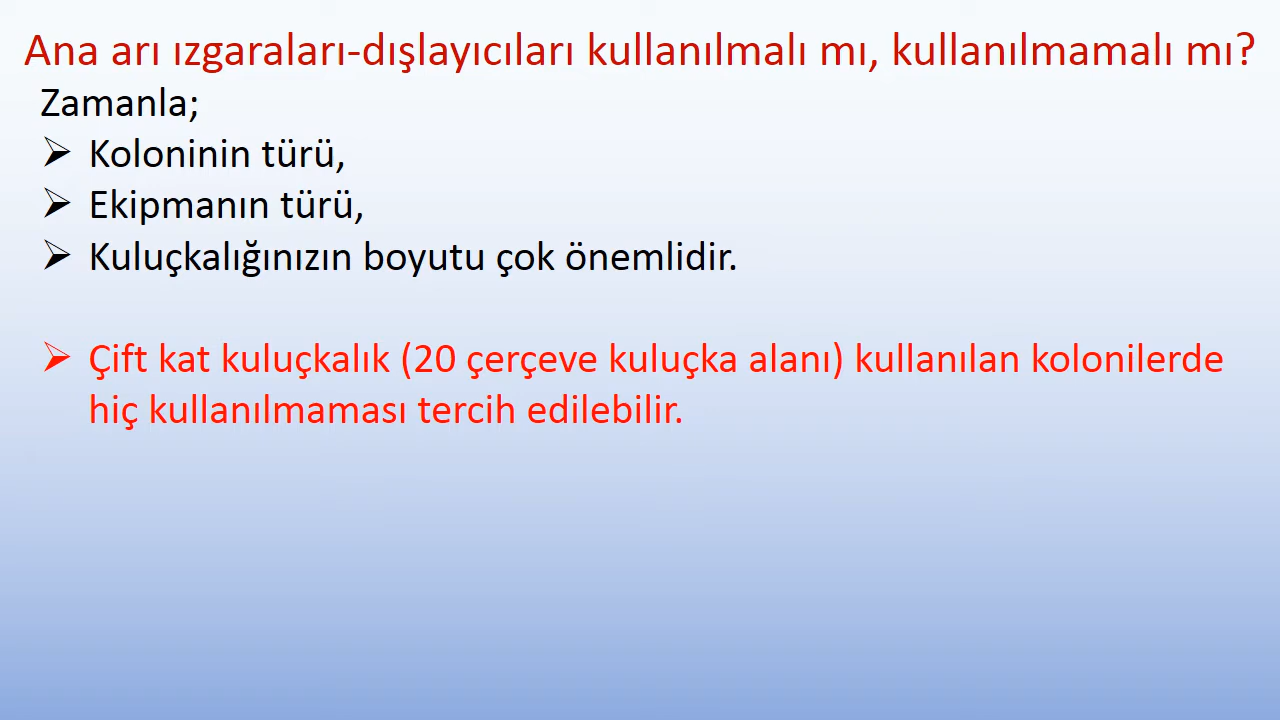 Ana arı ızgaraları-dışlayıcıları kullanılmalı mı, kullanılmamalı mı?
Zamanla;
➢ Koloninin türü,
➢ Ekipmanın türü,
➢ Kuluçkalığınızın boyutu çok önemlidir.
➢ Çift kat kuluçkalık (20 çerçeve kuluçka alanı) kullanılan kolonilerde
hiç kullanılmaması tercih edilebilir.